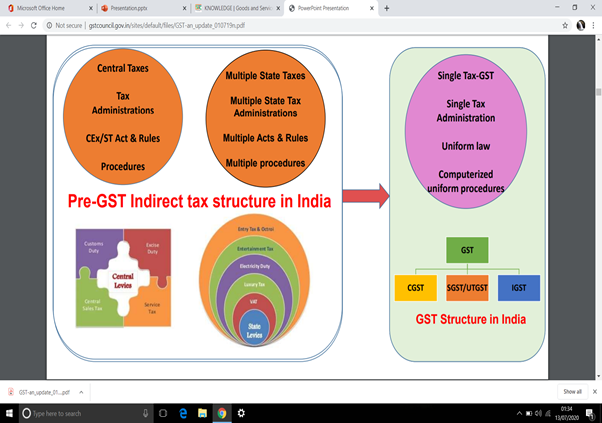 Microsoft Office Home
Presentation.pptx
KNOWLEDGE | Goods and Servic
PowerPoint Presentation
Not secure | gstcouncil.gov.in/sites/default/files/GST-an_update_010719n.pdf
Central Taxes
Tax
Administrations
CEx/ST Act & Rules
Procedures
Multiple State Taxes
Multiple State Tax
Administrations
Multiple Acts & Rules
Multiple procedures
Pre-GST Indirect tax structure in India
Customs
Duty
Excise
Duty
Central
Levies
Central
Sales Tax
Service
Tax
Entry Tax & Octroi
Entertainment Tax
Electricity Duty
Luxury Tax
VAT
State
Levies
Single Tax-GST
Single Tax
Administration
Uniform law
Computerized
uniform procedures
GST
CGST
SGST/UTGST
IGST
GST Structure in India
GST-an_update_01....pdf
Show all
Type here to search
01:34
13/07/2020